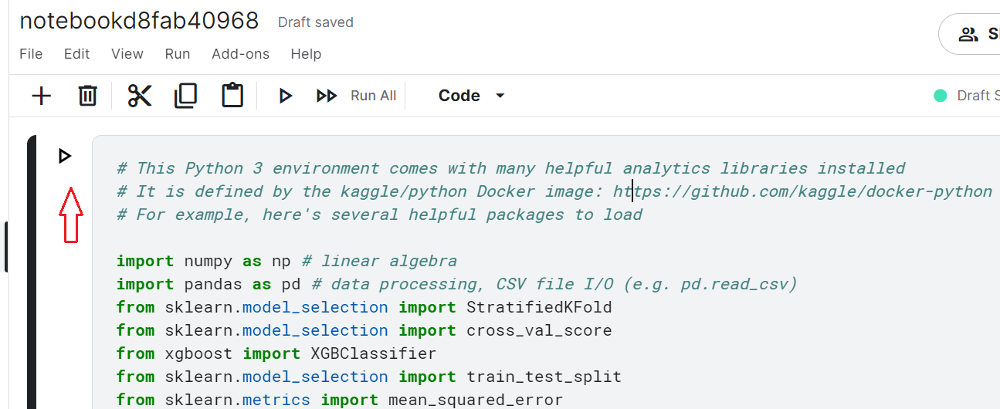 notebookd8fab40968 Draft saved
File Edit View Run Add-ons Help
Run All Code Draft
# This Python 3 environment comes with many helpful analytics libraries installed
# It is defined by the kaggle/python Docker image: https://github.com/kaggle/docker-python
# For example, here's several helpful packages to load
import numpy as np # linear algebra
import pandas as pd # data processing, CSV file I/O (e.g. pd.read_csv)
from sklearn.model_selection import StratifiedKFold
from sklearn.model_selection import cross_val_score
from xgboost import XGBClassifier
from sklearn.model_selection import train_test_split
from sklearn.metrics import mean_squared_error